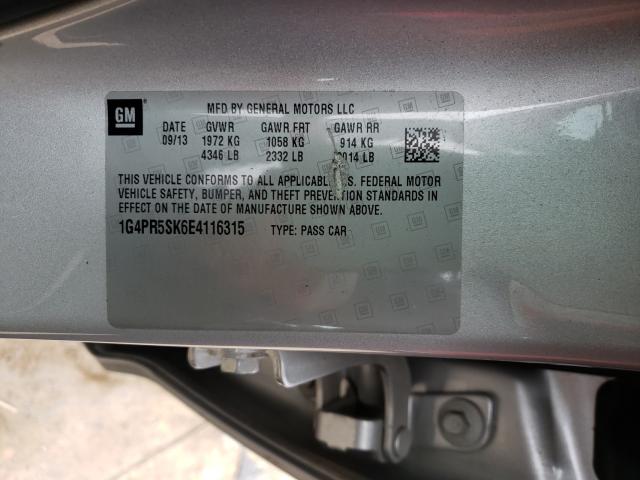 GM
MFD BY GENERAL MOTORS LLC
DATE GVWR GAWR FRT GAWR RR
09/13 1972 KG 1058 KG 914 KG
4346 LB 2332 LB 2014 LB
THIS VEHICLE CONFORMS TO ALL APPLICABLE U.S. FEDERAL MOTOR
VEHICLE SAFETY, BUMPER, AND THEFT PREVENTION STANDARDS IN
EFFECT ON THE DATE OF MANUFACTURE SHOWN ABOVE.
1G4PR5SK6E4116315 TYPE: PASS CAR